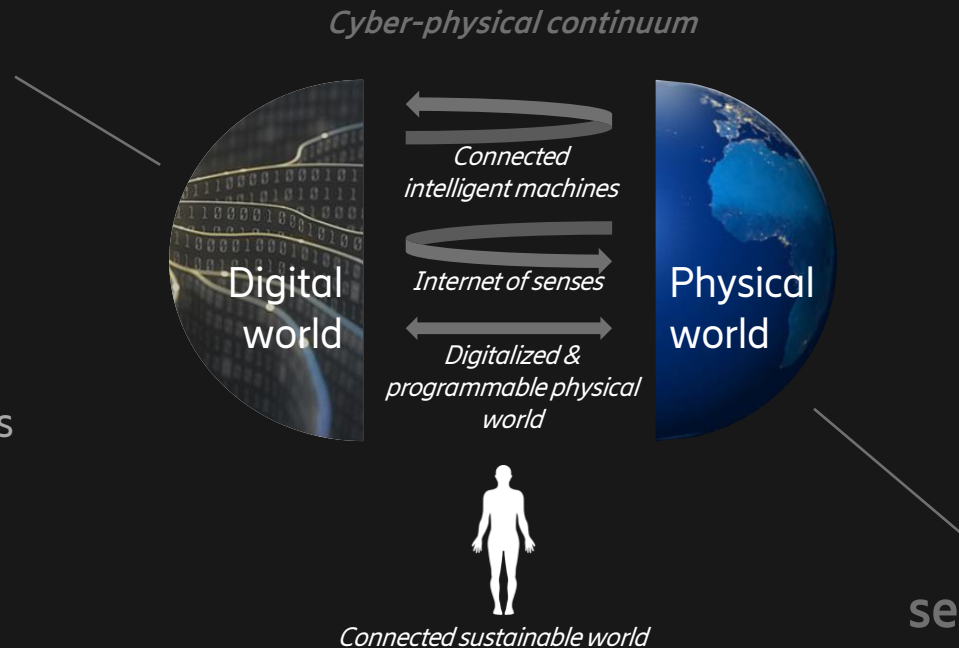 Cyber-physical continuum
Connected
intelligent machines
Internet of senses
Digital
world
Physical
world
Digitalized &
programmable physical
world
s
se
Connected sustainable world